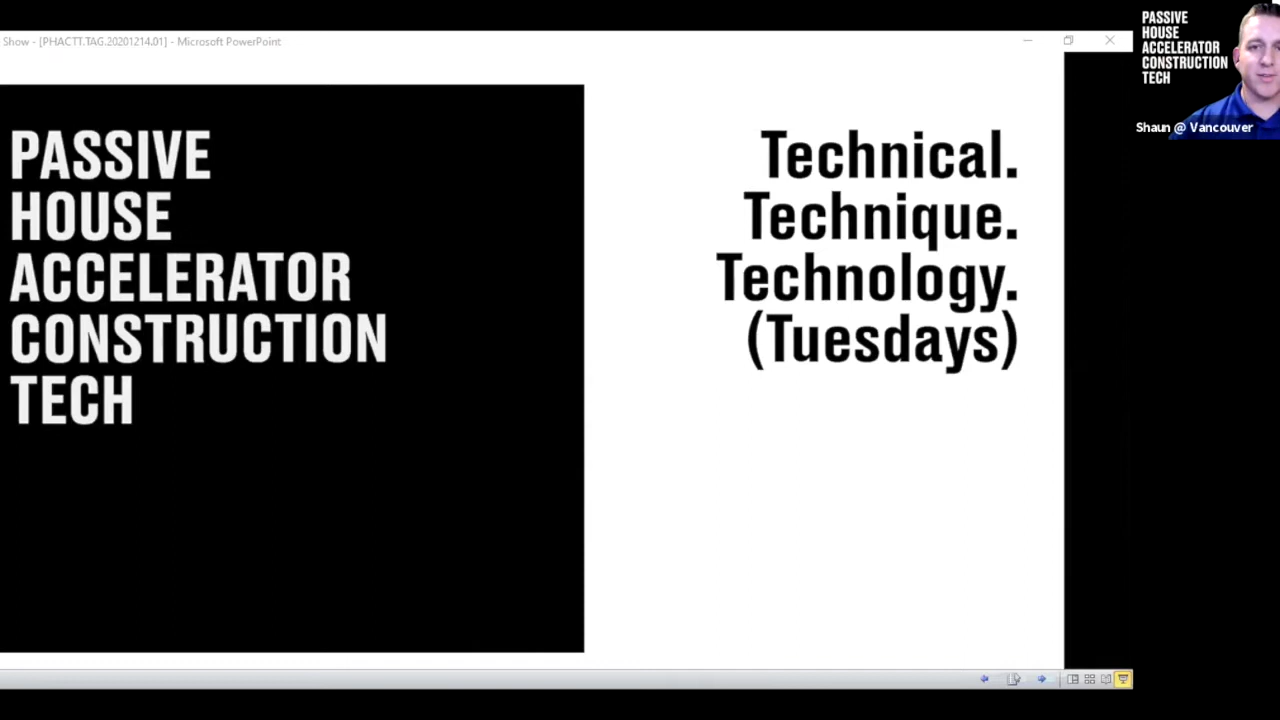 Show - [PHACTT.TAG.20201214.01] - Microsoft PowerPoint
PASSIVE
HOUSE
ACCELERATOR
CONSTRUCTION
TECH
Technical.
Technique.
Technology.
(Tuesdays)
PASSIVE
HOUSE
ACCELERATOR
CONSTRUCTION
TECH
Shaun @ Vancouver